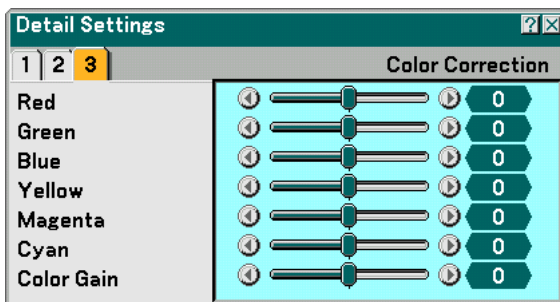 Detail Settings ?
1 2 3 Color Correction
Red 0
Green 0
Blue 0
Yellow 0
Magenta 0
Cyan 0
Color Gain 0